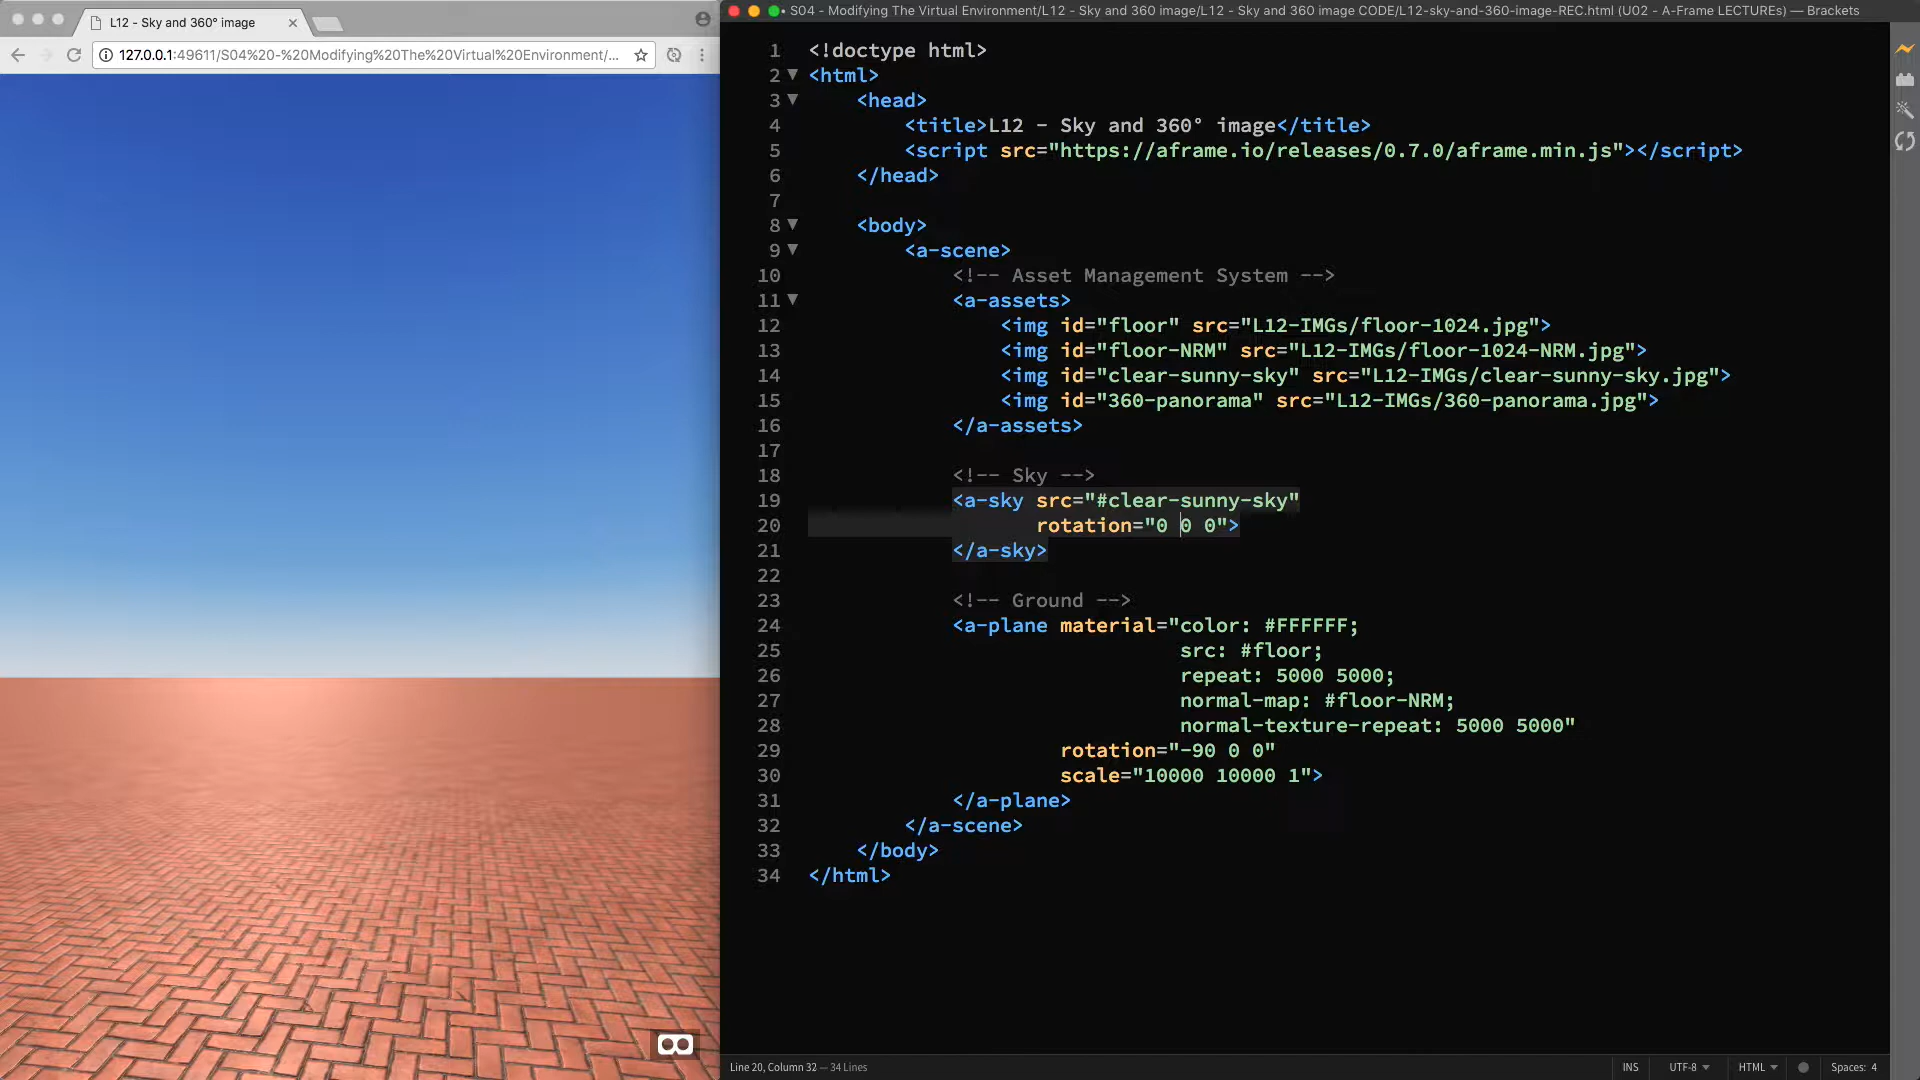 L12 - Sky and 360° image
127.0.0.1:49611/S04%20-%20Modifying%20The%20Virtual%20Environment/...
S04 - Modifying The Virtual Environment/L12 - Sky and 360 image/L12 - Sky and 360 image CODE/L12-sky-and-360-image-REC.html (U02 - A-Frame LECTUREs) — Brackets
1 <!doctype html>
2 <html>
3 <head>
4 <title>L12 - Sky and 360° image</title>
5 <script src="https://aframe.io/releases/0.7.0/aframe.min.js"></script>
6 </head>
7
8 <body>
9 <a-scene>
10 <!-- Asset Management System -->
11 <a-assets>
12 <img id="floor" src="L12-IMGs/floor-1024.jpg">
13 <img id="floor-NRM" src="L12-IMGs/floor-1024-NRM.jpg">
14 <img id="clear-sunny-sky" src="L12-IMGs/clear-sunny-sky.jpg">
15 <img id="360-panorama" src="L12-IMGs/360-panorama.jpg">
16 </a-assets>
17
18 <!-- Sky -->
19 <a-sky src="#clear-sunny-sky"
20 rotation="0 0 0">
21 </a-sky>
22
23 <!-- Ground -->
24 <a-plane material="color: #FFFFFF;
25 src: #floor;
26 repeat: 5000 5000;
27 normal-map: #floor-NRM;
28 normal-texture-repeat: 5000 5000"
29 rotation="-90 0 0"
30 scale="10000 10000 1">
31 </a-plane>
32 </a-scene>
33 </body>
34 </html>
Line 20, Column 32 — 34 Lines
INS UTF-8 HTML Spaces: 4